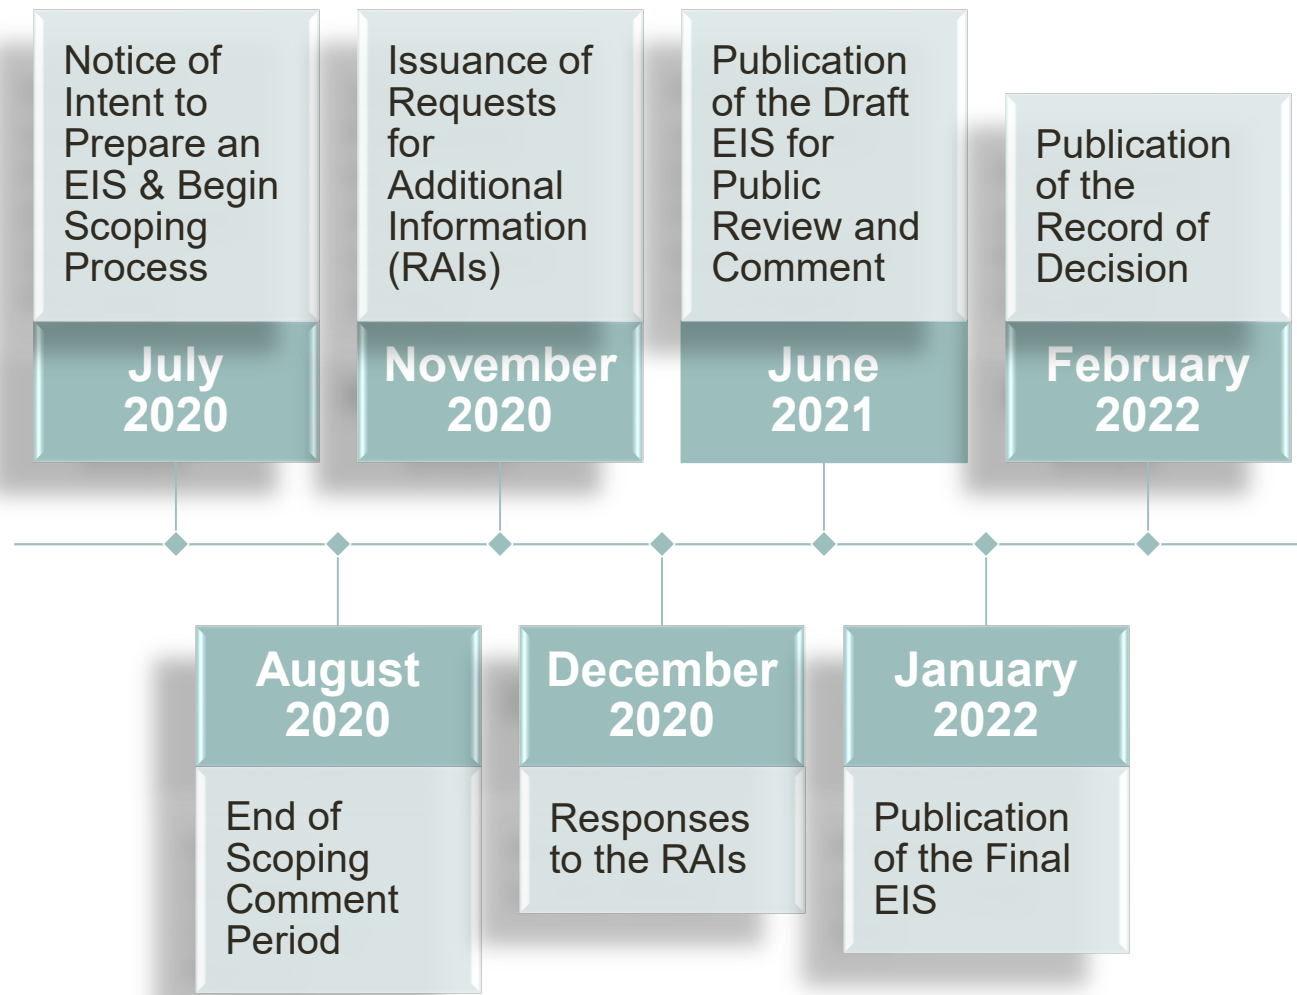 Notice of
Intent to
Prepare an
EIS & Begin
Scoping
Process
July
2020
August
2020
End of
Scoping
Comment
Period
Issuance of
Requests
for
Additional
Information
(RAIs)
November
2020
December
2020
Responses
to the RAIs
Publication
of the Draft
EIS for
Public
Review and
Comment
June
2021
January
2022
Publication
of the Final
EIS
Publication
of the
Record of
Decision
February
2022